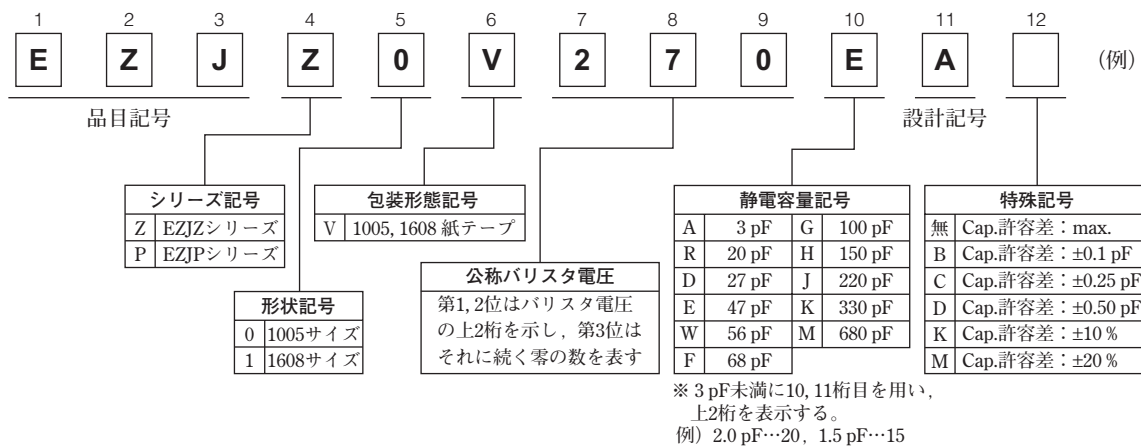 1 2 3 4 5 6 7 8 9 10 11 12
E Z J Z 0 V 2 7 0 E A (例)
品目記号 設計記号
シリーズ記号
Z EZJZシリーズ
P EZJPシリーズ
包装形態記号
V 1005, 1608 紙テープ
形状記号
0 1005サイズ
1 1608サイズ
公称バリスタ電圧
第1, 2位はバリスタ電圧
の上2桁を示し，第3位は
それに続く零の数を表す
静電容量記号
A 3 pF G 100 pF
R 20 pF H 150 pF
D 27 pF J 220 pF
E 47 pF K 330 pF
W 56 pF M 680 pF
F 68 pF
※ 3 pF未満に10, 11桁目を用い，
上2桁を表示する。
例）2.0 pF…20，1.5 pF…15
特殊記号
無 Cap.許容差：max.
B Cap.許容差：±0.1 pF
C Cap.許容差：±0.25 pF
D Cap.許容差：±0.50 pF
K Cap.許容差：±10 %
M Cap.許容差：±20 %